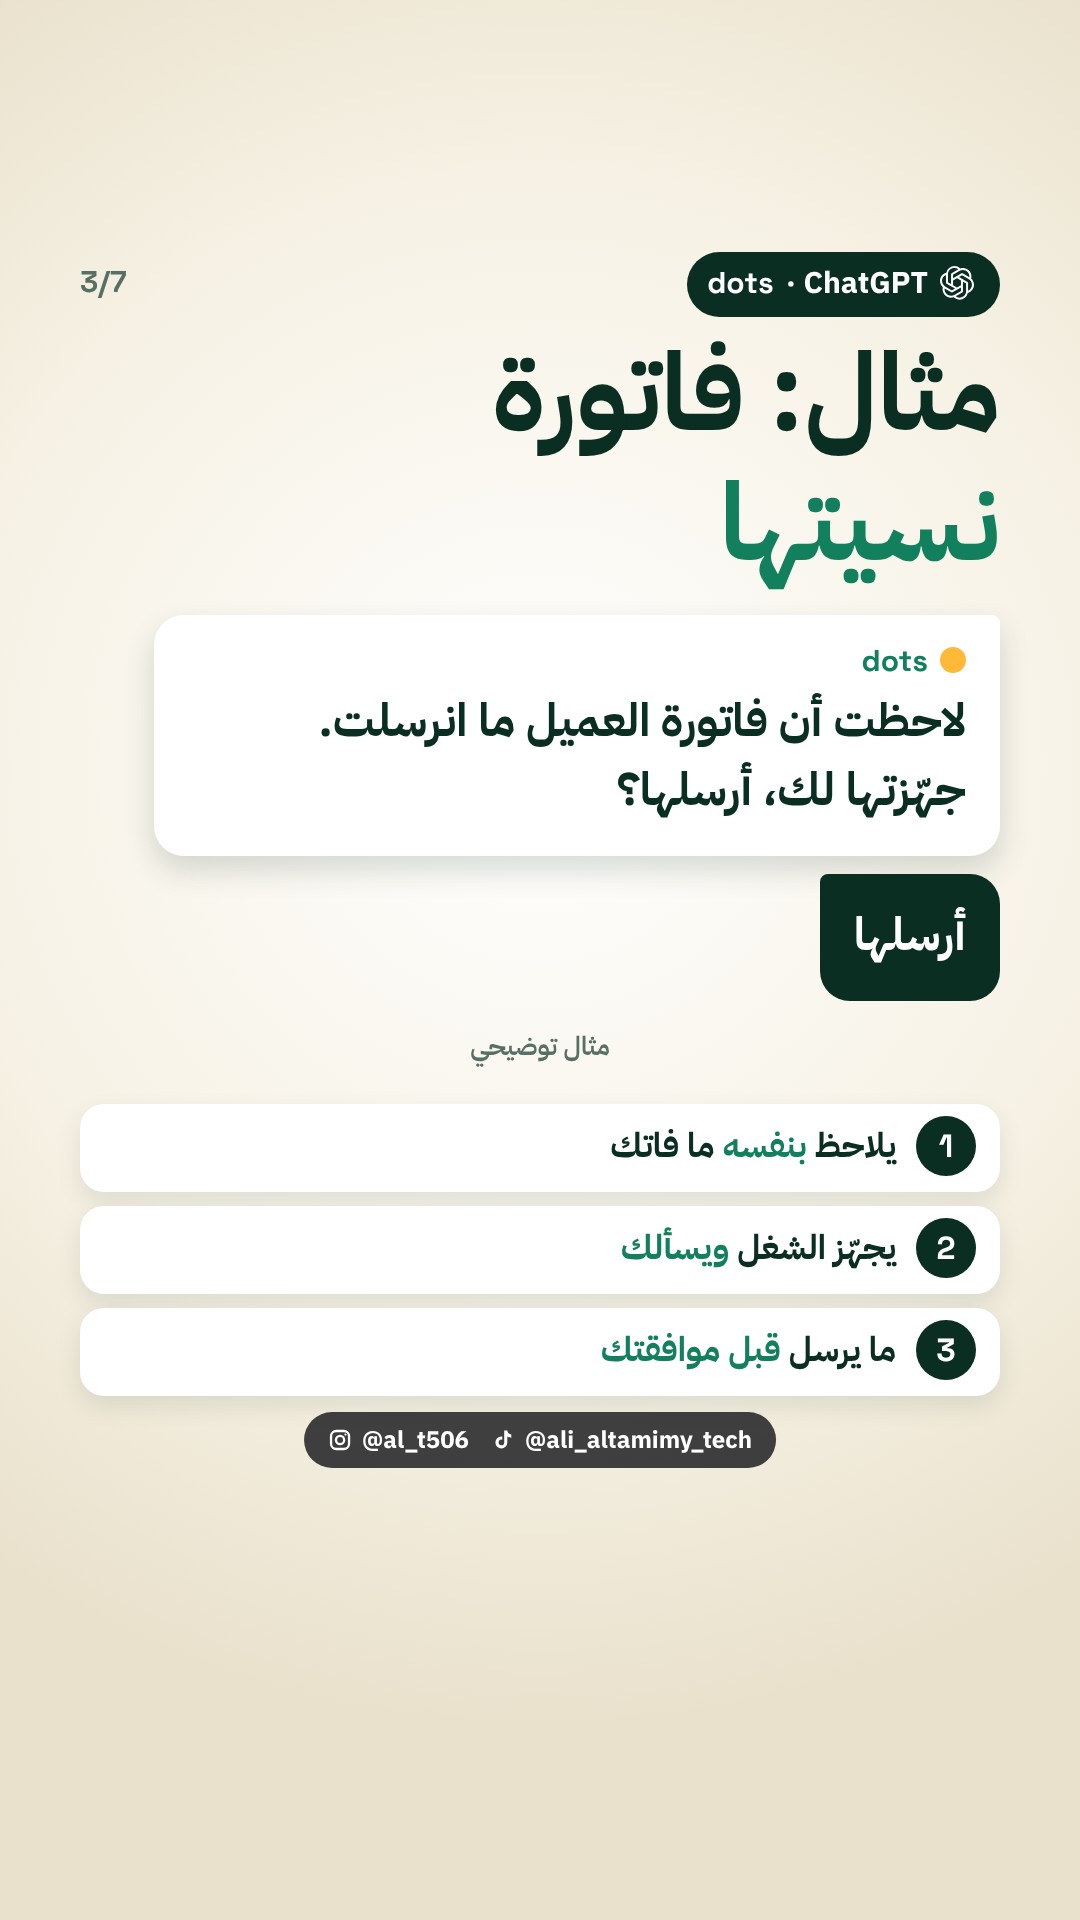 dots · ChatGPT
3/7
مثال: فاتورة
نسيتها
dots
لاحظت أن فاتورة العميل ما انرسلت.
جهّزتها لك، أرسلها؟
أرسلها
مثال توضيحي
1 يلاحظ بنفسه ما فاتك
2 يجهّز الشغل ويسألك
3 ما يرسل قبل موافقتك
@al_t506 @ali_altamimy_tech